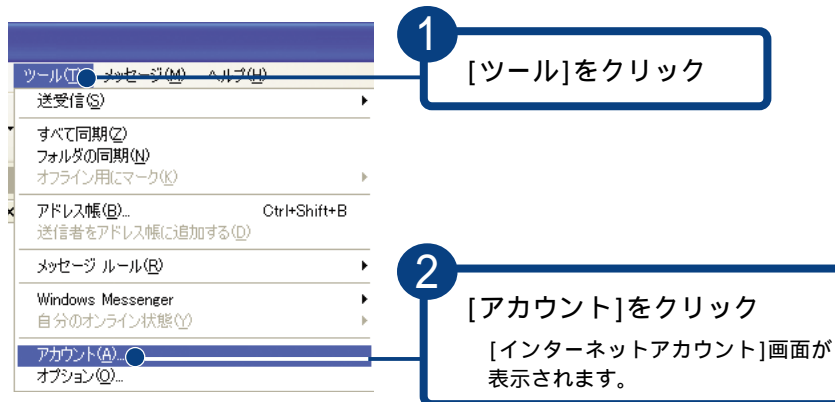 1
[ツール]をクリック
ツール(T) メッセージ(M) ヘルプ(H)
送受信(S)
すべて同期(Z)
フォルダの同期(N)
オフライン用にマーク(K)
アドレス帳(B)... Ctrl+Shift+B
送信者をアドレス帳に追加する(D)
メッセージ ルール(R)
Windows Messenger
自分のオンライン状態(Y)
アカウント(A)...
オプション(O)...
2
[アカウント]をクリック
[インターネットアカウント]画面が
表示されます。